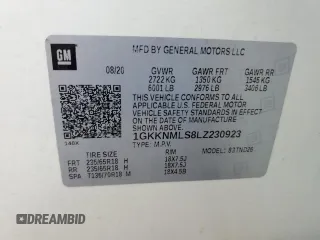 GM
MFD BY GENERAL MOTORS LLC
08/20 GVWR GAWR FRT GAWR RR
2722 KG 1350 KG 1545 KG
6001 LB 2976 LB 3406 LB
THIS VEHICLE CONFORMS TO ALL
APPLICABLE U.S. FEDERAL MOTOR
VEHICLE SAFETY STANDARDS IN
EFFECT ON THE DATE OF
MANUFACTURE SHOWN ABOVE.
1GKKNMLS8LZ230923
TYPE: M.P.V.
TIRE SIZE RIM
FRT 235/65R18 H 18X7.5J
RR 235/65R18 H 18X7.5J
SPA T135/70R18 M 18X4.5B
DREAMBID